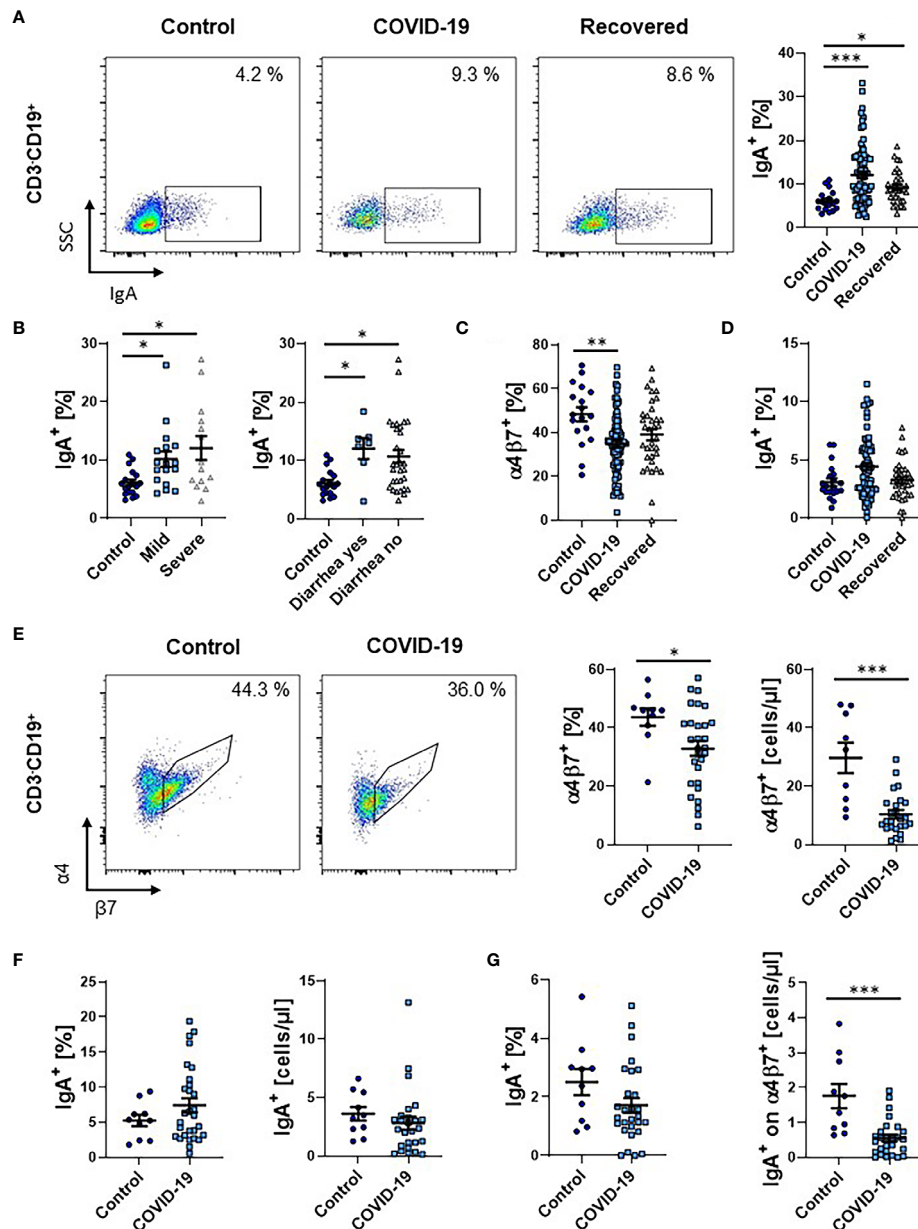 A
Control
COVID-19
Recovered
4.2 %
9.3 %
8.6 %
CD3-CD19+
SSC
IgA
IgA+ [%]
40
30
20
10
0
*
***
Control
COVID-19
Recovered
B
IgA+ [%]
30
20
10
0
*
*
Control
Mild
Severe
IgA+ [%]
30
20
10
0
*
*
Control
Diarrhea yes
Diarrhea no
C
α4β7+ [%]
80
60
40
20
0
**
Control
COVID-19
Recovered
D
IgA+ [%]
15
10
5
0
Control
COVID-19
Recovered
E
Control
COVID-19
44.3 %
36.0 %
CD3-CD19+
α4
β7
α4β7+ [%]
60
40
20
0
*
Control
COVID-19
α4β7+ [cells/µl]
60
40
20
0
***
Control
COVID-19
F
IgA+ [%]
25
20
15
10
5
0
Control
COVID-19
IgA+ [cells/µl]
15
10
5
0
Control
COVID-19
G
IgA+ [%]
6
4
2
0
Control
COVID-19
IgA+ on α4β7+ [cells/µl]
5
4
3
2
1
0
***
Control
COVID-19